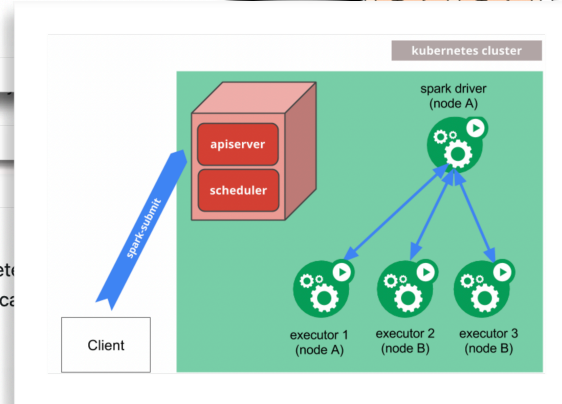 kubernetes cluster
spark driver
(node A)
apiserver
scheduler
spark-submit
Client
executor 1
(node A)
executor 2
(node B)
executor 3
(node B)